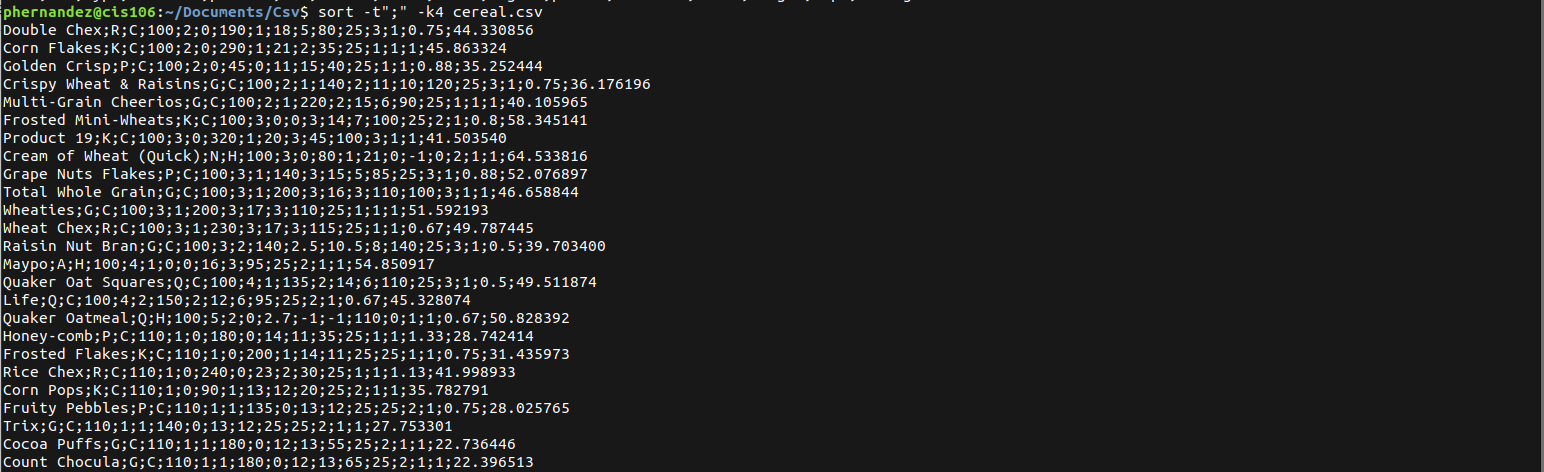 phernandez@cis106:~/Documents/Csv$ sort -t";" -k4 cereal.csv
Double Chex;R;C;100;2;0;190;1;18;5;80;25;3;1;0.75;44.330856
Corn Flakes;K;C;100;2;0;290;1;21;2;35;25;1;1;1;45.863324
Golden Crisp;P;C;100;2;0;45;0;11;15;40;25;1;1;0.88;35.252444
Crispy Wheat & Raisins;G;C;100;2;1;140;2;11;10;120;25;3;1;0.75;36.176196
Multi-Grain Cheerios;G;C;100;2;1;220;2;15;6;90;25;1;1;1;40.105965
Frosted Mini-Wheats;K;C;100;3;0;0;3;14;7;100;25;2;1;0.8;58.345141
Product 19;K;C;100;3;0;320;1;20;3;45;100;3;1;1;41.503540
Cream of Wheat (Quick);N;H;100;3;0;80;1;21;0;-1;0;2;1;1;64.533816
Grape Nuts Flakes;P;C;100;3;1;140;3;15;5;85;25;3;1;0.88;52.076897
Total Whole Grain;G;C;100;3;1;200;3;16;3;110;100;3;1;1;46.658844
Wheaties;G;C;100;3;1;200;3;17;3;110;25;1;1;1;51.592193
Wheat Chex;R;C;100;3;1;230;3;17;3;115;25;1;1;0.67;49.787445
Raisin Nut Bran;G;C;100;3;2;140;2.5;10.5;8;140;25;3;1;0.5;39.703400
Maypo;A;H;100;4;1;0;0;16;3;95;25;2;1;1;54.850917
Quaker Oat Squares;Q;C;100;4;1;135;2;14;6;110;25;3;1;0.5;49.511874
Life;Q;C;100;4;2;150;2;12;6;95;25;2;1;0.67;45.328074
Quaker Oatmeal;Q;H;100;5;2;0;2.7;-1;-1;110;0;1;1;0.67;50.828392
Honey-comb;P;C;110;1;0;180;0;14;11;35;25;1;1;1.33;28.742414
Frosted Flakes;K;C;110;1;0;200;1;14;11;25;25;1;1;0.75;31.435973
Rice Chex;R;C;110;1;0;240;0;23;2;30;25;1;1;1.13;41.998933
Corn Pops;K;C;110;1;0;90;1;13;12;20;25;2;1;1;35.782791
Fruity Pebbles;P;C;110;1;1;135;0;13;12;25;25;2;1;0.75;28.025765
Trix;G;C;110;1;1;140;0;13;12;25;25;2;1;1;27.753301
Cocoa Puffs;G;C;110;1;1;180;0;12;13;55;25;2;1;1;22.736446
Count Chocula;G;C;110;1;1;180;0;12;13;65;25;2;1;1;22.396513